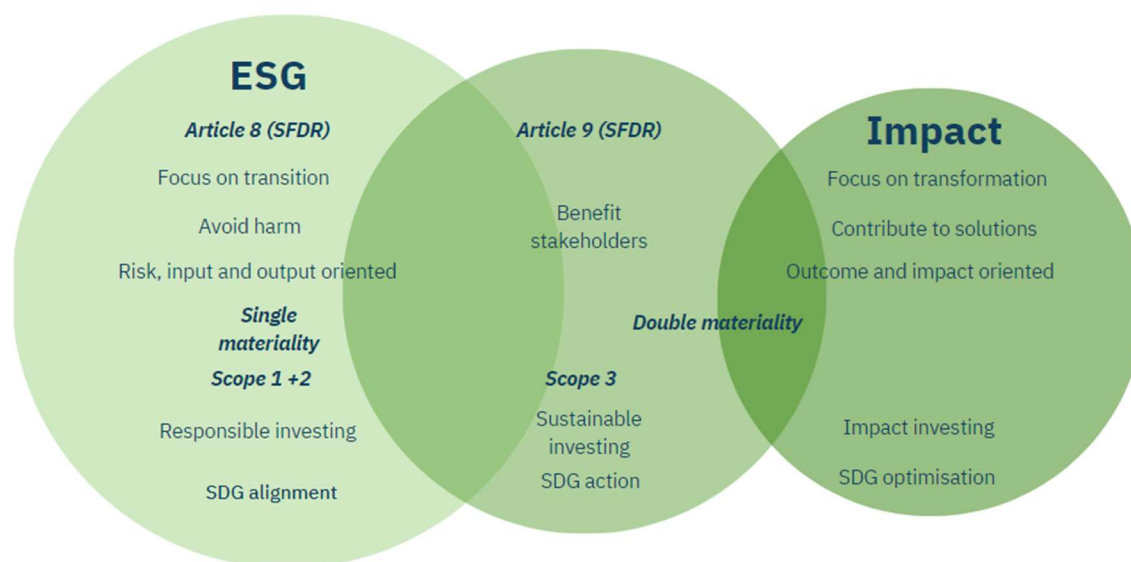 ESG
Article 8 (SFDR)
Focus on transition
Avoid harm
Risk, input and output oriented
Single
materiality
Scope 1 +2
Responsible investing
SDG alignment
Article 9 (SFDR)
Benefit
stakeholders
Double materiality
Scope 3
Sustainable
investing
SDG action
Impact
Focus on transformation
Contribute to solutions
Outcome and impact oriented
Impact investing
SDG optimisation